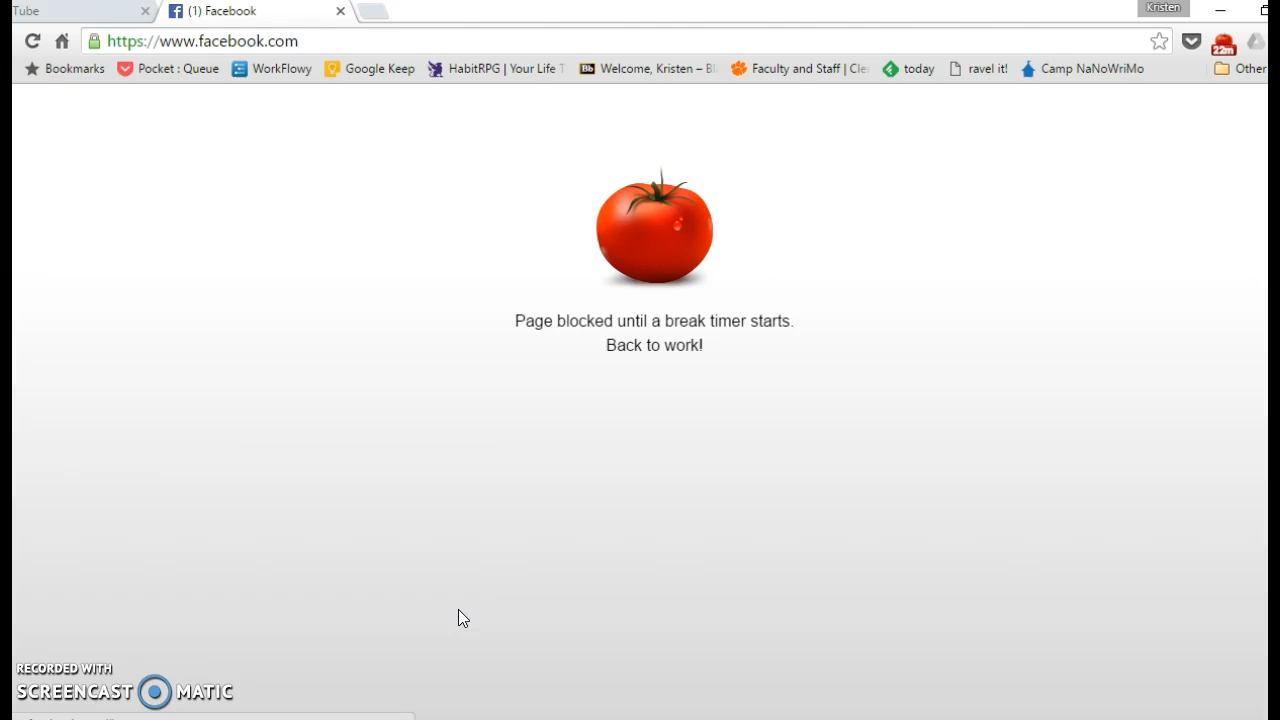 Tube
(1) Facebook
Kristen
https://www.facebook.com
22m
Bookmarks
Pocket : Queue
WorkFlowy
Google Keep
HabitRPG | Your Life
Bb
Welcome, Kristen –
Faculty and Staff | Cle
today
ravel it!
Camp NaNoWriMo
Other
Page blocked until a break timer starts.
Back to work!
RECORDED WITH
SCREENCAST MATIC